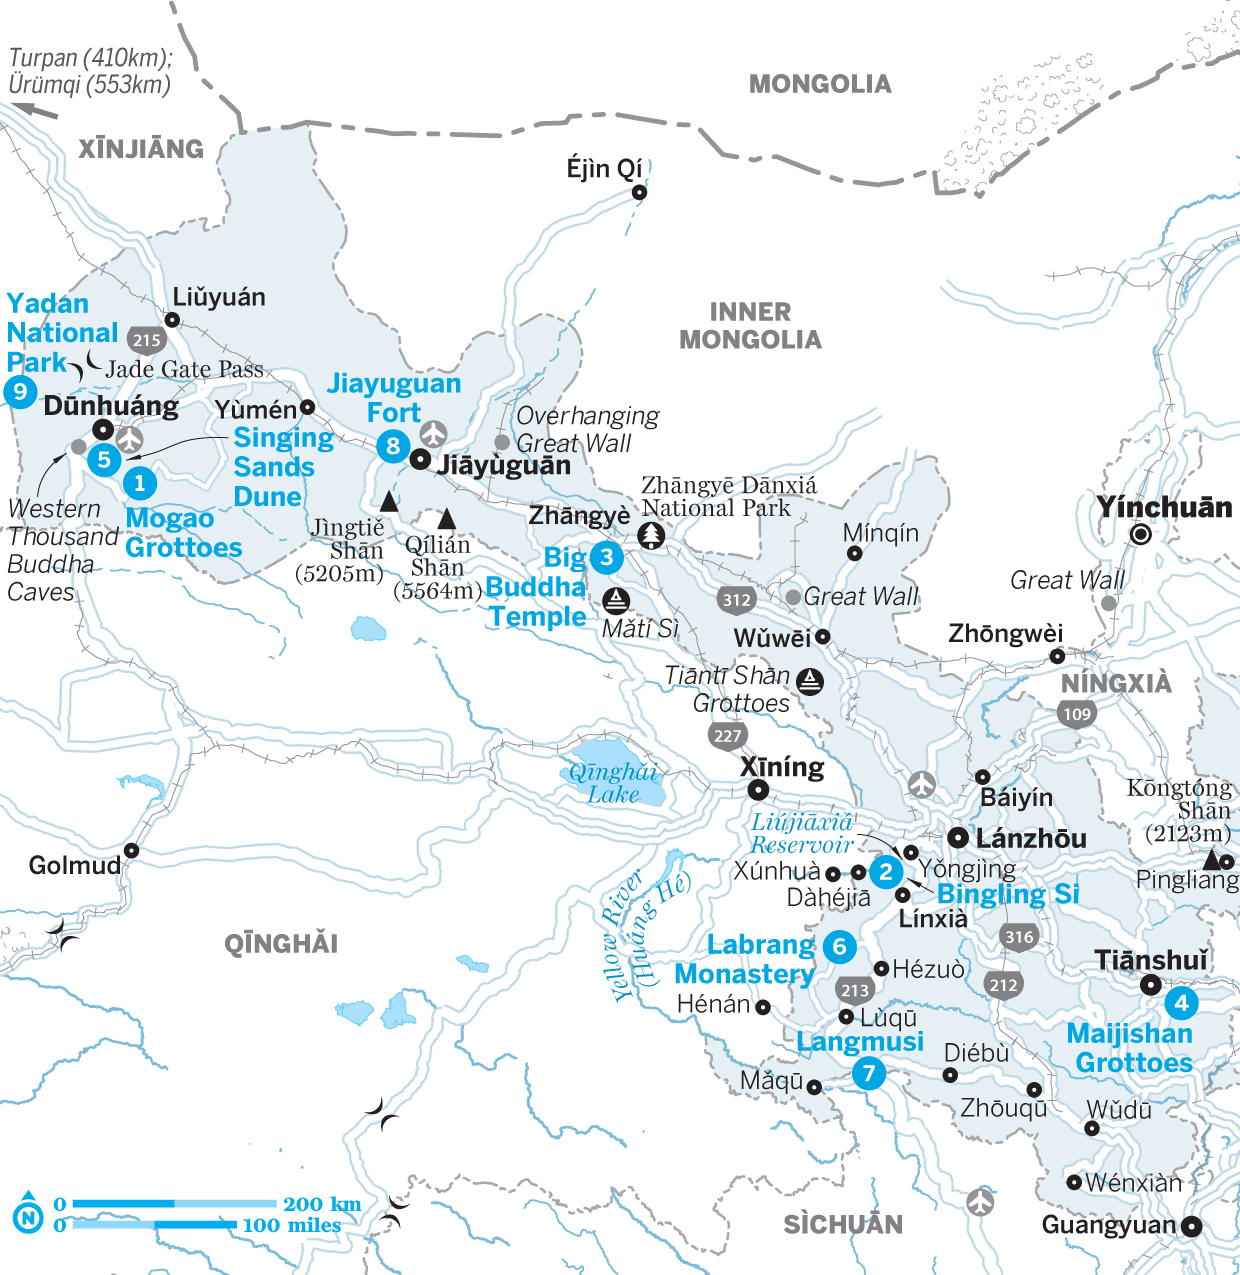 Turpan (410km);
Ürümqi (553km)
MONGOLIA
XĪNJIĀNG
Éjìn Qí
Liǔyuán
INNER
MONGOLIA
Yadan
National
Park
215
Jade Gate Pass
9
Dūnhuáng
Yùmén
Jiayuguan
Fort
8
Overhanging
Great Wall
Jiāyùguān
5
Singing
Sands
Dune
1
Mogao
Grottoes
Western
Thousand
Buddha
Caves
Jìngtiě
Shān
(5205m)
Qílián
Shān
(5564m)
Zhāngyē Dānxiá
National Park
Zhāngyè
Big
Buddha
Temple
3
Mǎtí Sì
Mínqín
312
Great Wall
Wǔwēi
Yínchuān
Great Wall
Zhōngwèi
Tiāntī Shān
Grottoes
NÍNGXIÀ
109
227
Xīníng
Qīnghǎi
Lake
Báiyín
Kōngtóng
Shān
(2123m)
Liújiāxiá
Reservoir
Lánzhōu
Golmud
Xúnhuà
2
Yǒngjìng
Pingliang
Dàhéjiā
Bingling Si
Línxià
Yellow River
(Huáng Hé)
QĪNGHǍI
316
Labrang
Monastery
6
Hézuò
Tiānshuǐ
213
212
4
Hénán
Lùqū
Maijishan
Grottoes
Langmusi
7
Diébù
Mǎqū
Zhōuqū
Wǔdū
Wénxiàn
0 200 km
N
0 100 miles
SÌCHUĀN
Guangyuan